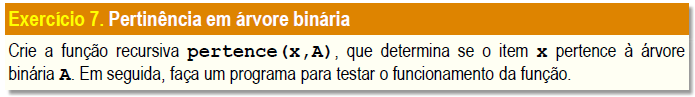 Exercício 7. Pertinência em árvore binária
Crie a função recursiva pertence(x,A), que determina se o item x pertence à árvore
binária A. Em seguida, faça um programa para testar o funcionamento da função.